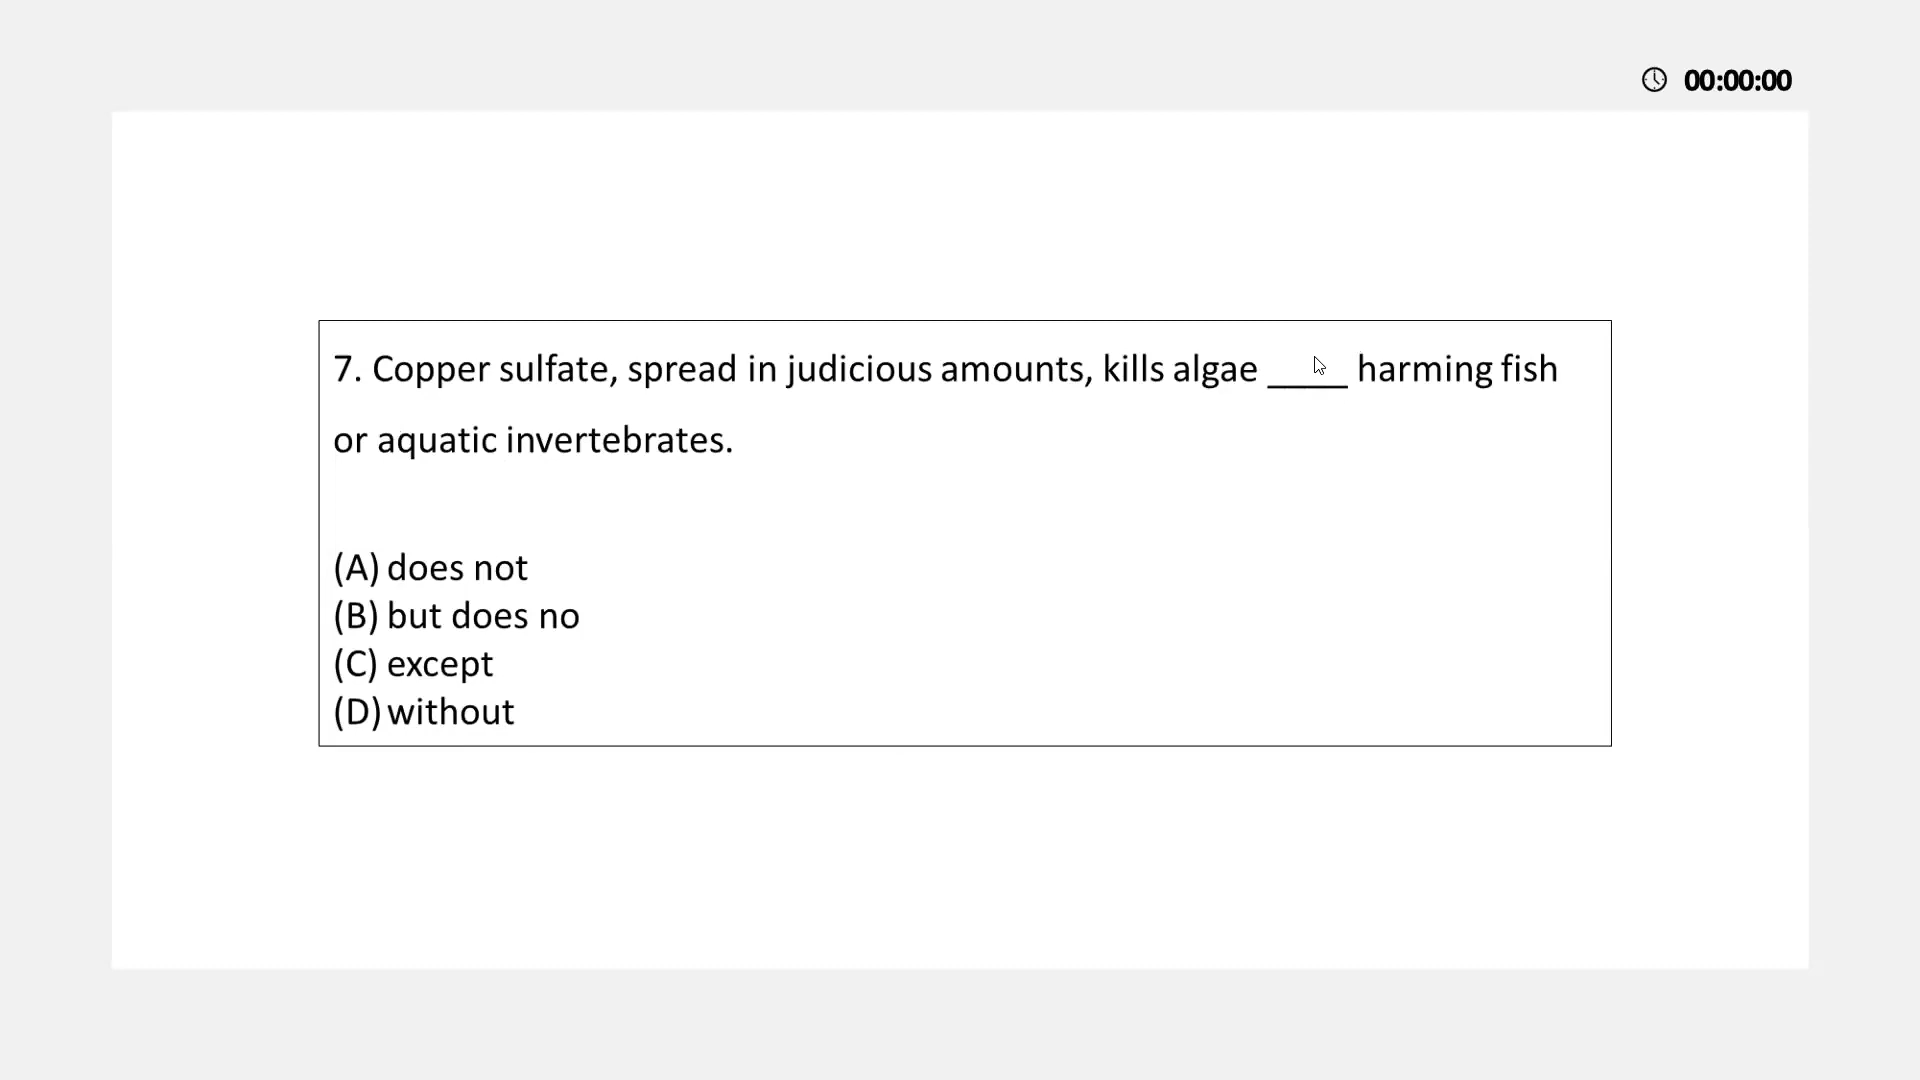 00:00:00
7. Copper sulfate, spread in judicious amounts, kills algae _____ harming fish
or aquatic invertebrates.
(A) does not
(B) but does no
(C) except
(D) without